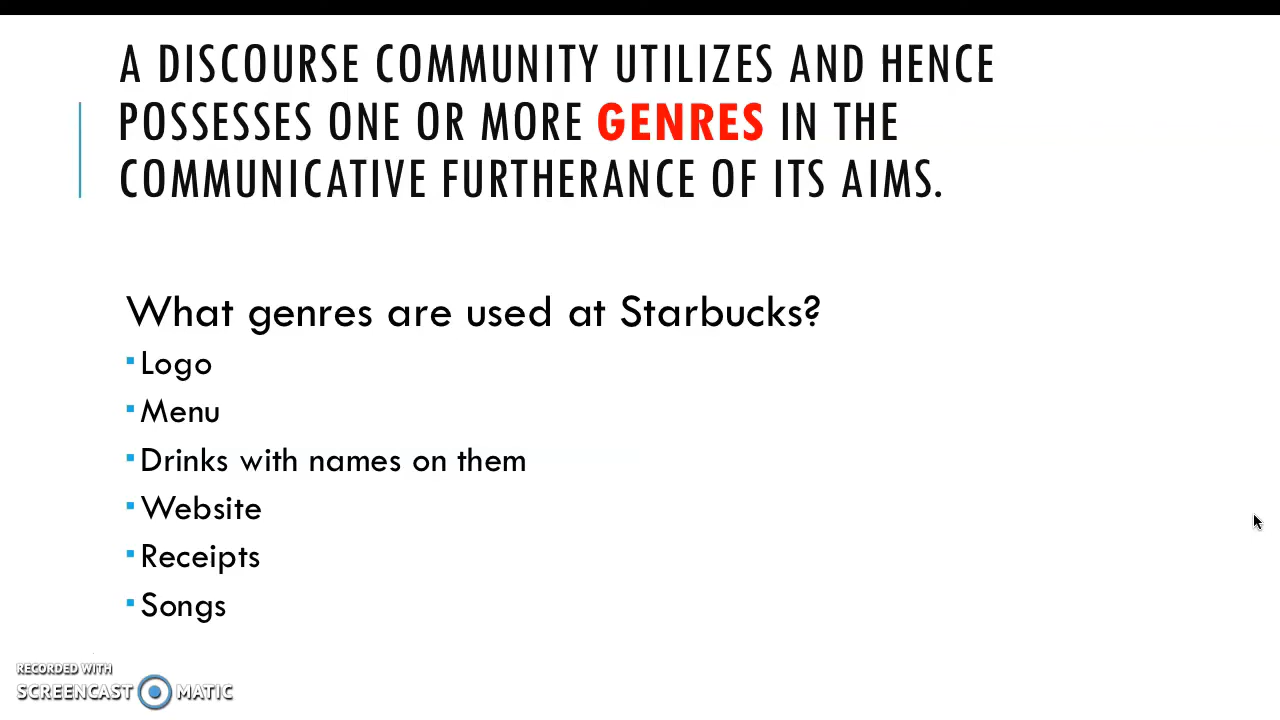 A DISCOURSE COMMUNITY UTILIZES AND HENCE
POSSESSES ONE OR MORE GENRES IN THE
COMMUNICATIVE FURTHERANCE OF ITS AIMS.
What genres are used at Starbucks?
Logo
Menu
Drinks with names on them
Website
Receipts
Songs
RECORDED WITH
SCREENCAST MATIC